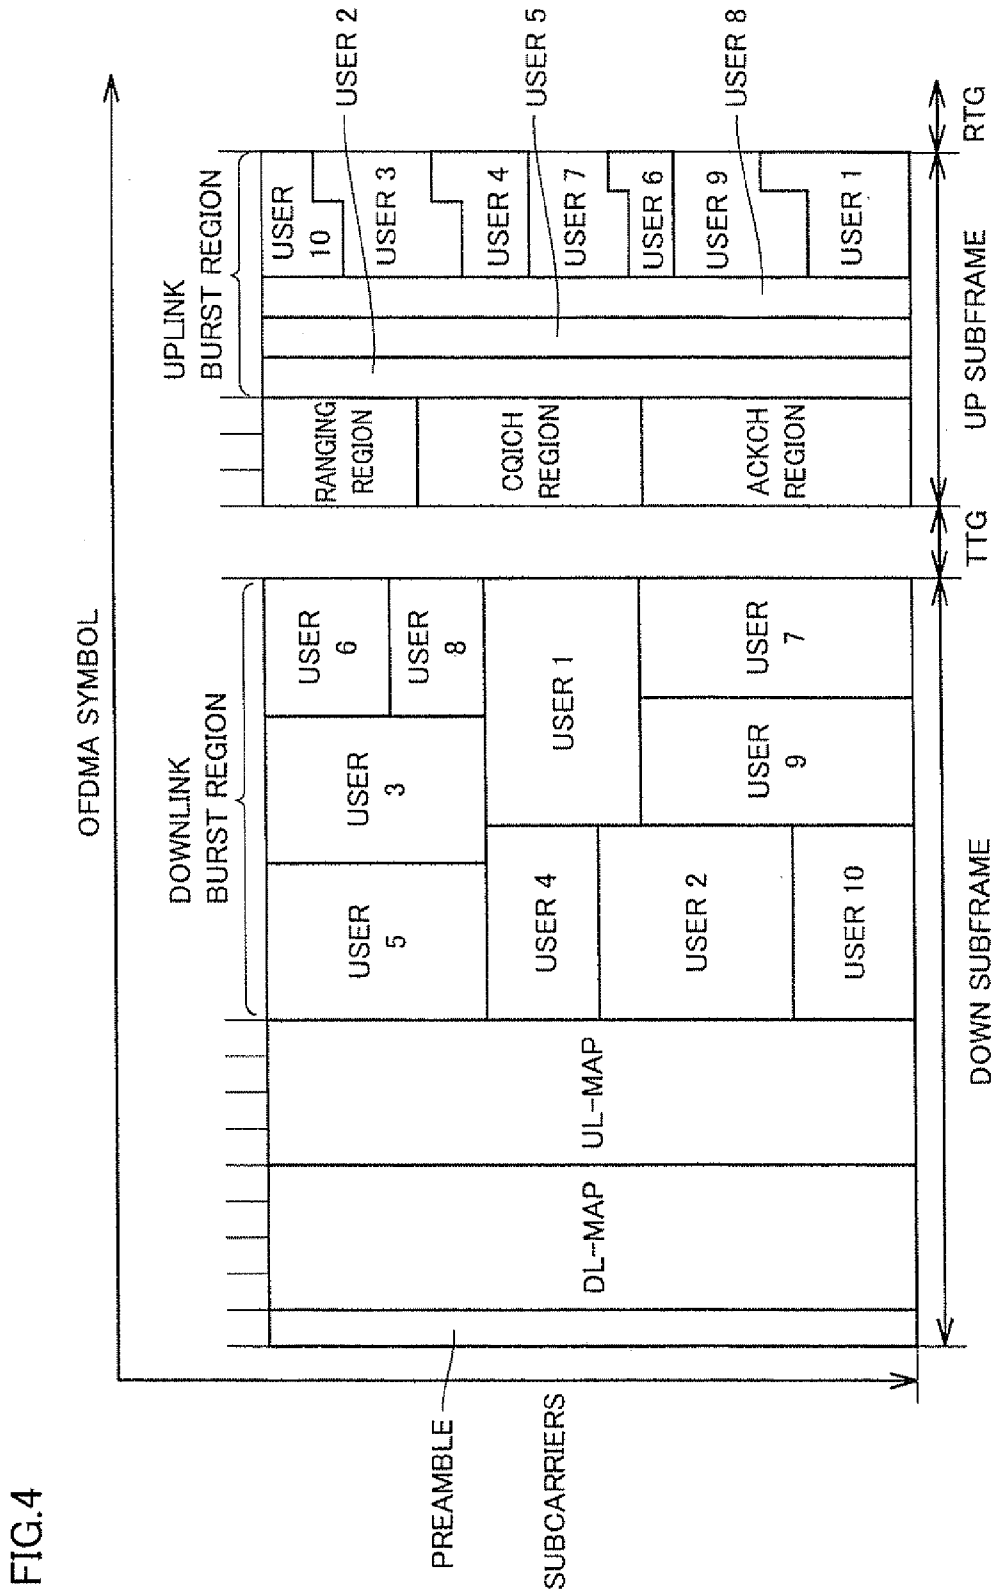 FIG.4
OFDMA SYMBOL
SUBCARRIERS
PREAMBLE
DL-MAP
UL-MAP
DOWNLINK
BURST REGION
USER
5
USER
3
USER
6
USER
8
USER 4
USER 1
USER 2
USER 10
USER
9
USER
7
DOWN SUBFRAME
TTG
RANGING
REGION
CQICH
REGION
ACKCH
REGION
UPLINK
BURST REGION
USER
10
USER 3
USER 4
USER 7
USER 6
USER 9
USER 1
USER 2
USER 5
USER 8
UP SUBFRAME
RTG